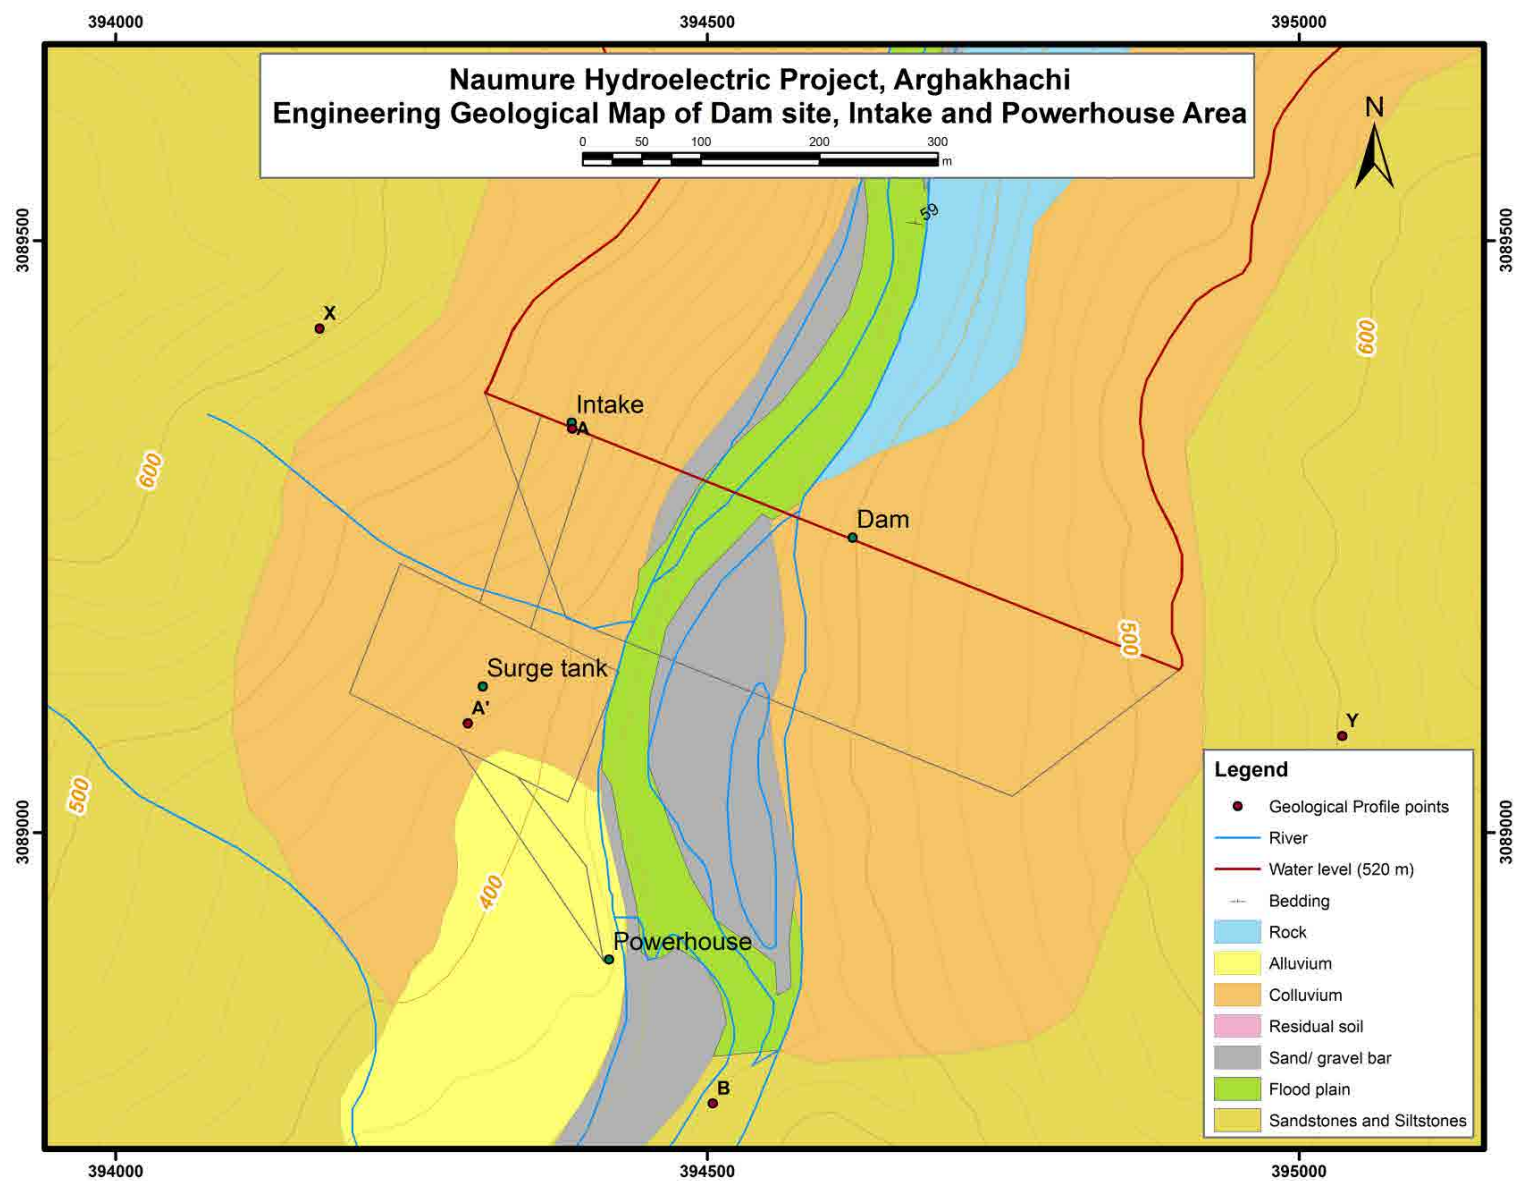 394000 394500 395000
Naumure Hydroelectric Project, Arghakhachi
Engineering Geological Map of Dam site, Intake and Powerhouse Area
0 50 100 200 300
m
N
59
3089500 3089500
X
600
Intake
A
600
Dam
500
Surge tank
A'
Y
500
400
3089000 3089000
Powerhouse
B
Legend
Geological Profile points
River
Water level (520 m)
Bedding
Rock
Alluvium
Colluvium
Residual soil
Sand/ gravel bar
Flood plain
Sandstones and Siltstones
394000 394500 395000